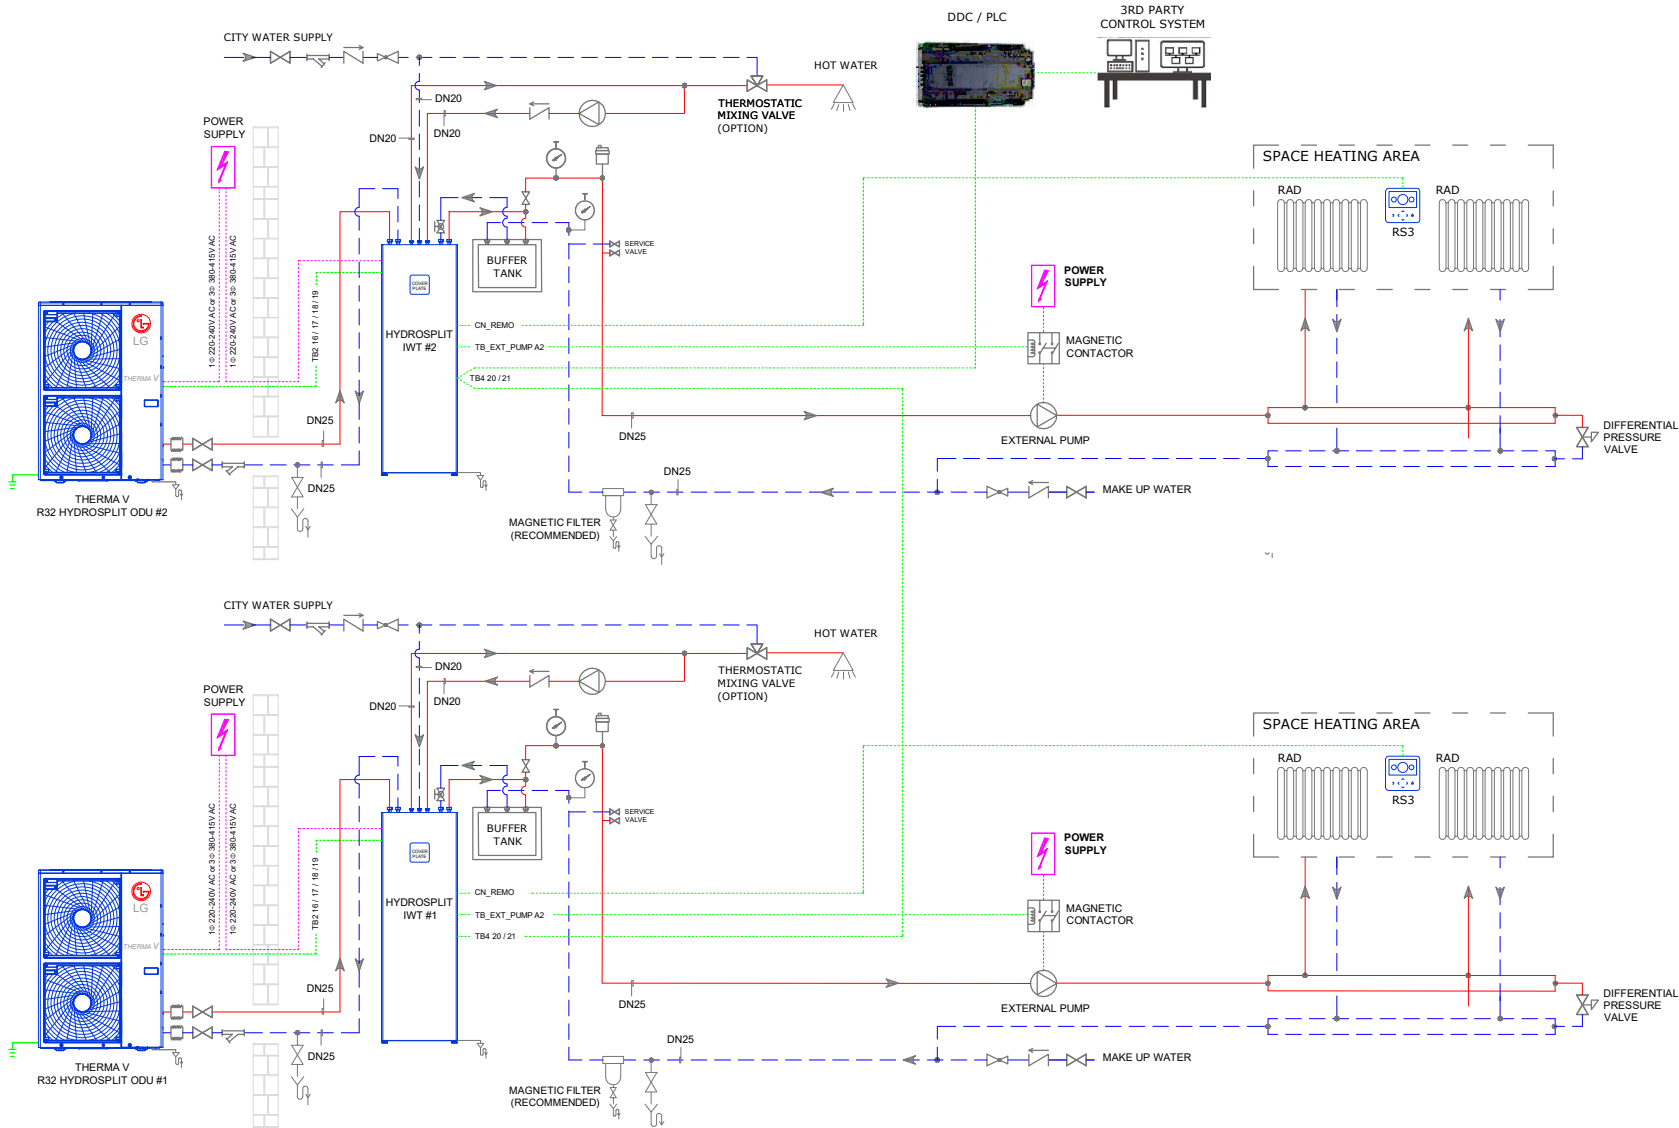 DDC / PLC
3RD PARTY
CONTROL SYSTEM
CITY WATER SUPPLY
HOT WATER
THERMOSTATIC
MIXING VALVE
(OPTION)
DN20
DN20
DN20
POWER
SUPPLY
1Φ 220-240V AC or 3Φ 380-415V AC
1Φ 220-240V AC or 3Φ 380-415V AC
TB2 16 / 17 / 18 / 19
SPACE HEATING AREA
RAD
RAD
RS3
SERVICE
VALVE
BUFFER
TANK
COVER
PLATE
POWER
SUPPLY
LG
THERMA V
HYDROSPLIT
IWT #2
CN_REMO
TB_EXT_PUMP A2
TB4 20 / 21
MAGNETIC
CONTACTOR
DN25
DN25
EXTERNAL PUMP
DIFFERENTIAL
PRESSURE
VALVE
DN25
DN25
MAKE UP WATER
THERMA V
R32 HYDROSPLIT ODU #2
MAGNETIC FILTER
(RECOMMENDED)
CITY WATER SUPPLY
HOT WATER
THERMOSTATIC
MIXING VALVE
(OPTION)
DN20
DN20
DN20
POWER
SUPPLY
1Φ 220-240V AC or 3Φ 380-415V AC
1Φ 220-240V AC or 3Φ 380-415V AC
TB2 16 / 17 / 18 / 19
SPACE HEATING AREA
RAD
RAD
RS3
SERVICE
VALVE
BUFFER
TANK
COVER
PLATE
POWER
SUPPLY
LG
THERMA V
HYDROSPLIT
IWT #1
CN_REMO
TB_EXT_PUMP A2
TB4 20 / 21
MAGNETIC
CONTACTOR
DN25
DN25
EXTERNAL PUMP
DIFFERENTIAL
PRESSURE
VALVE
DN25
DN25
MAKE UP WATER
THERMA V
R32 HYDROSPLIT ODU #1
MAGNETIC FILTER
(RECOMMENDED)